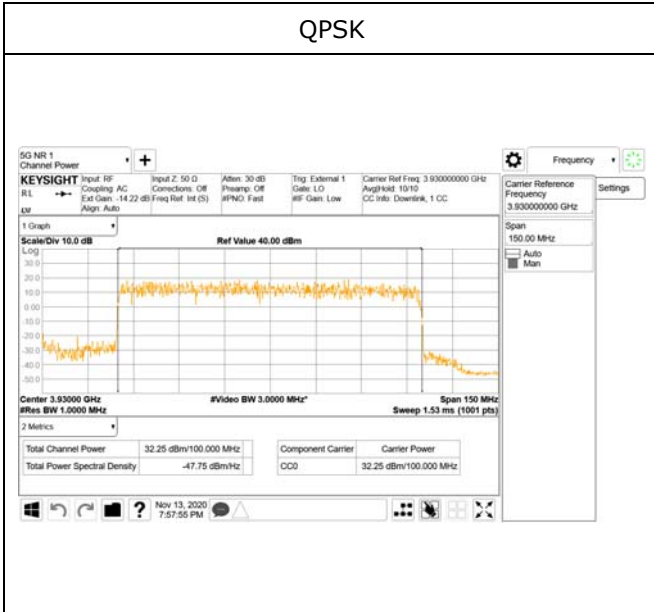 QPSK
5G NR 1
Channel Power
KEYSIGHT
Input: RF
Coupling: AC
Ext Gain: -14.22 dB
Align: Auto
Input Z: 50 Ω
Corrections: Off
Freq Ref: Int (S)
Atten: 30 dB
Preamp: Off
#PNO: Fast
Trig: External 1
Gate: LO
#IF Gain: Low
Carrier Ref Freq: 3.930000000 GHz
Avg|Hold: 10/10
CC Info: Downlink, 1 CC
1 Graph
Scale/Div 10.0 dB
Ref Value 40.00 dBm
Log
30.0
20.0
10.0
0.00
-10.0
-20.0
-30.0
-40.0
-50.0
Center 3.93000 GHz
#Video BW 3.0000 MHz*
Span 150 MHz
#Res BW 1.0000 MHz
Sweep 1.53 ms (1001 pts)
2 Metrics
Total Channel Power 32.25 dBm/100.000 MHz
Total Power Spectral Density -47.75 dBm/Hz
Component Carrier Carrier Power
CC0 32.25 dBm/100.000 MHz
Nov 13, 2020
7:57:55 PM
Frequency
Carrier Reference
Frequency
3.930000000 GHz
Span
150.00 MHz
Auto
Man
Settings